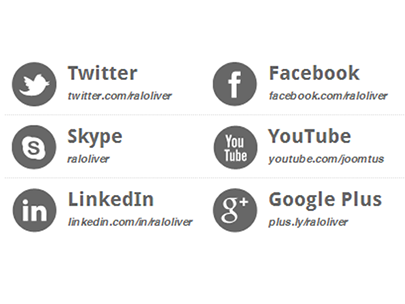 Twitter
twitter.com/raloliver
Facebook
f
facebook.com/raloliver
Skype
S
raloliver
YouTube
You
Tube
youtube.com/joomtus
LinkedIn
in
linkedin.com/in/raloliver
Google Plus
g+
plus.ly/raloliver